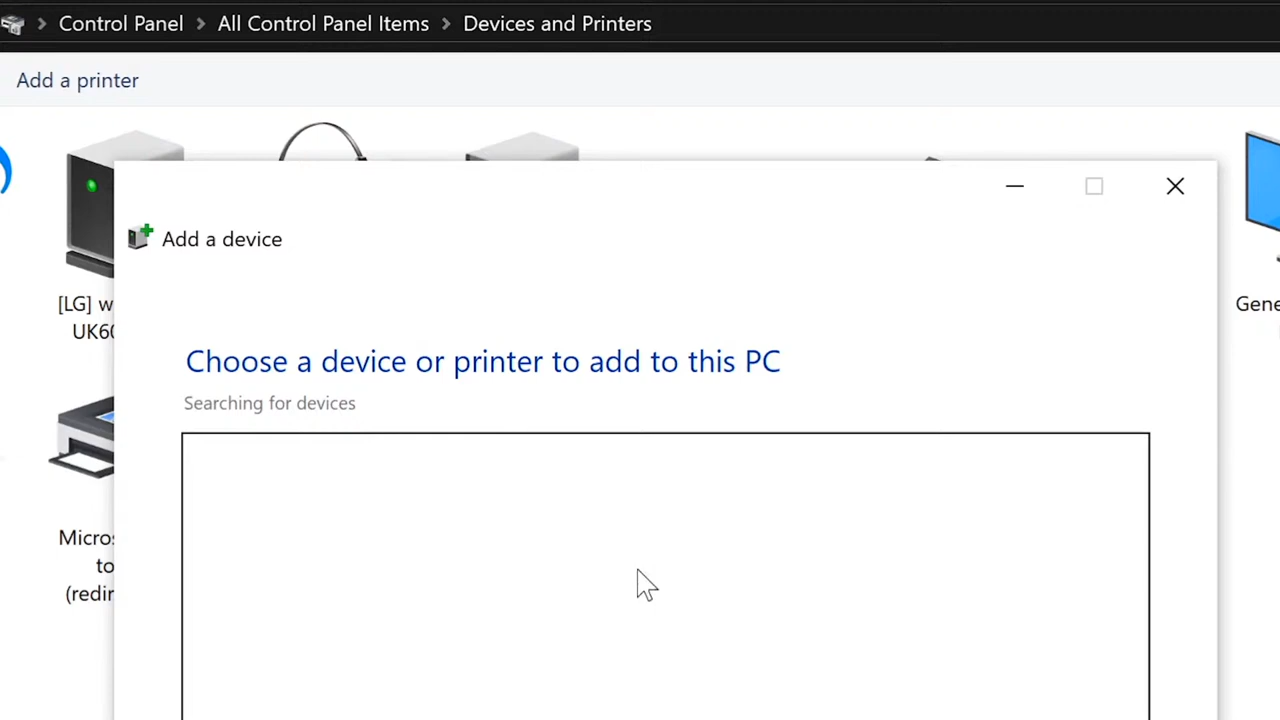 Control Panel > All Control Panel Items > Devices and Printers
Add a printer
Add a device
[LG] w
UK60
Gene
Choose a device or printer to add to this PC
Searching for devices
Micros
to
(redir